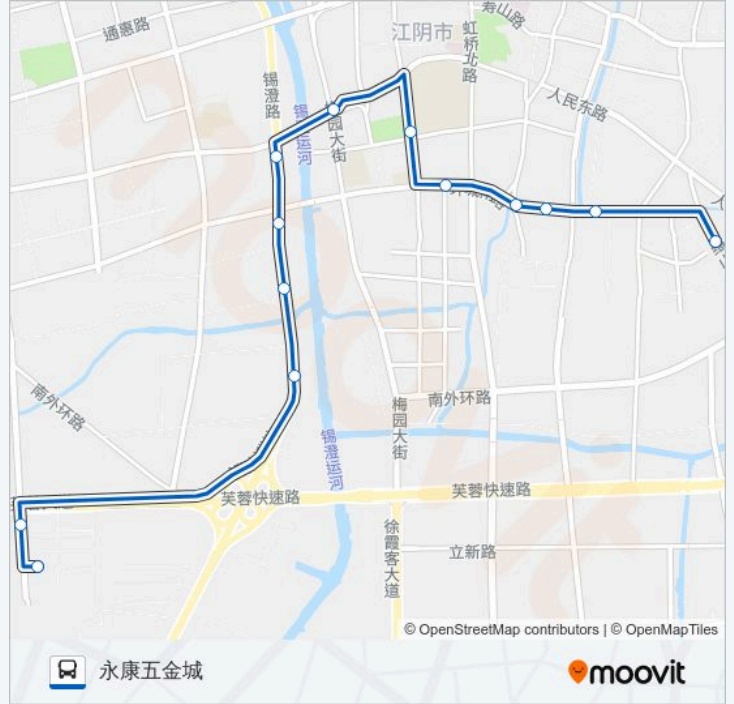 寿山路
通惠路
江阴市
虹桥北路
锡澄路
锡
运河
人民东路
园大街
南外环路
南外环路
梅园大街
锡澄运河
芙蓉快速路
芙蓉快速路
徐霞客大道
立新路
© OpenStreetMap contributors | © OpenMapTiles
永康五金城
moovit